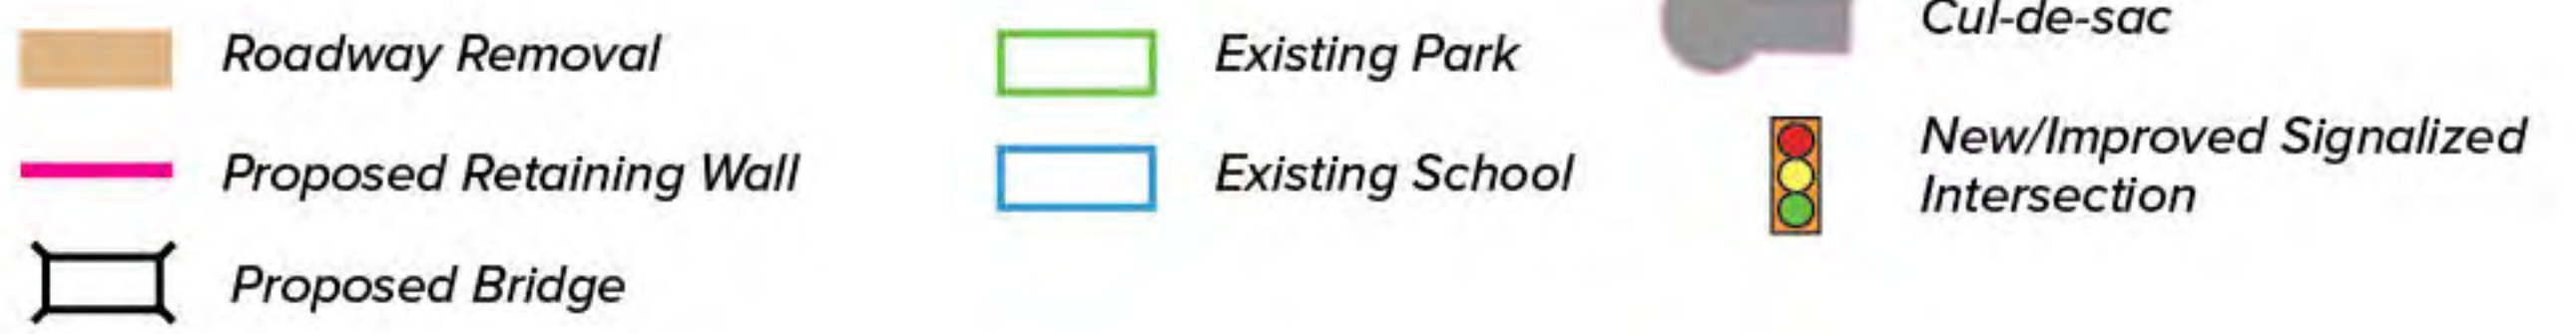 Roadway Removal
Proposed Retaining Wall
Proposed Bridge
Existing Park
Existing School
Cul-de-sac
New/Improved Signalized
Intersection